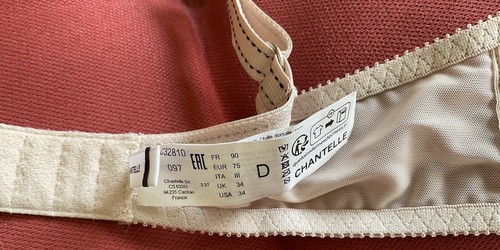 32810
097
Chantelle SA
CS 60005
94235 Cachan
France
EAC
FR 90
EUR 75
ITA III
UK 34
USA 34
D
CHANTELLE